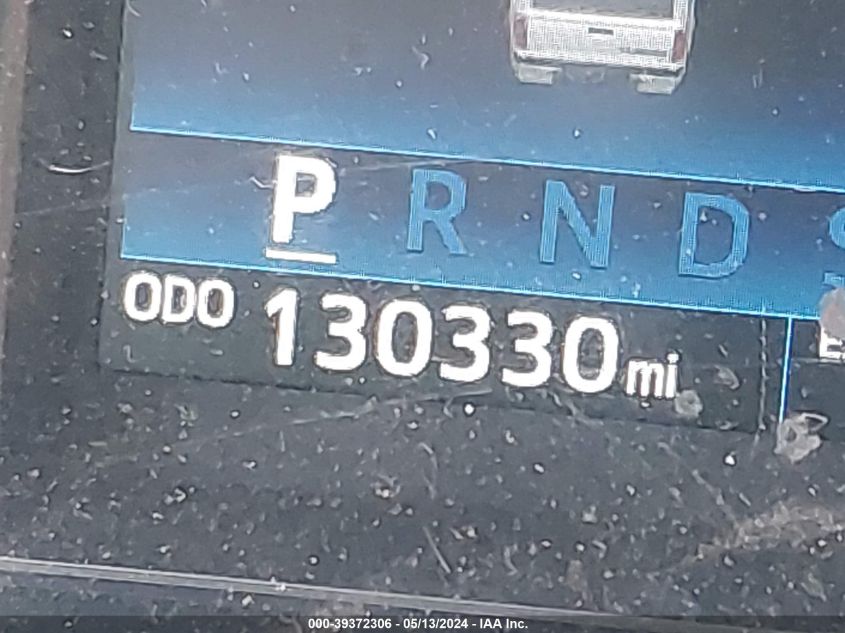 P R N D
ODO 130330 mi
000-39372306 - 05/13/2024 - IAA Inc.